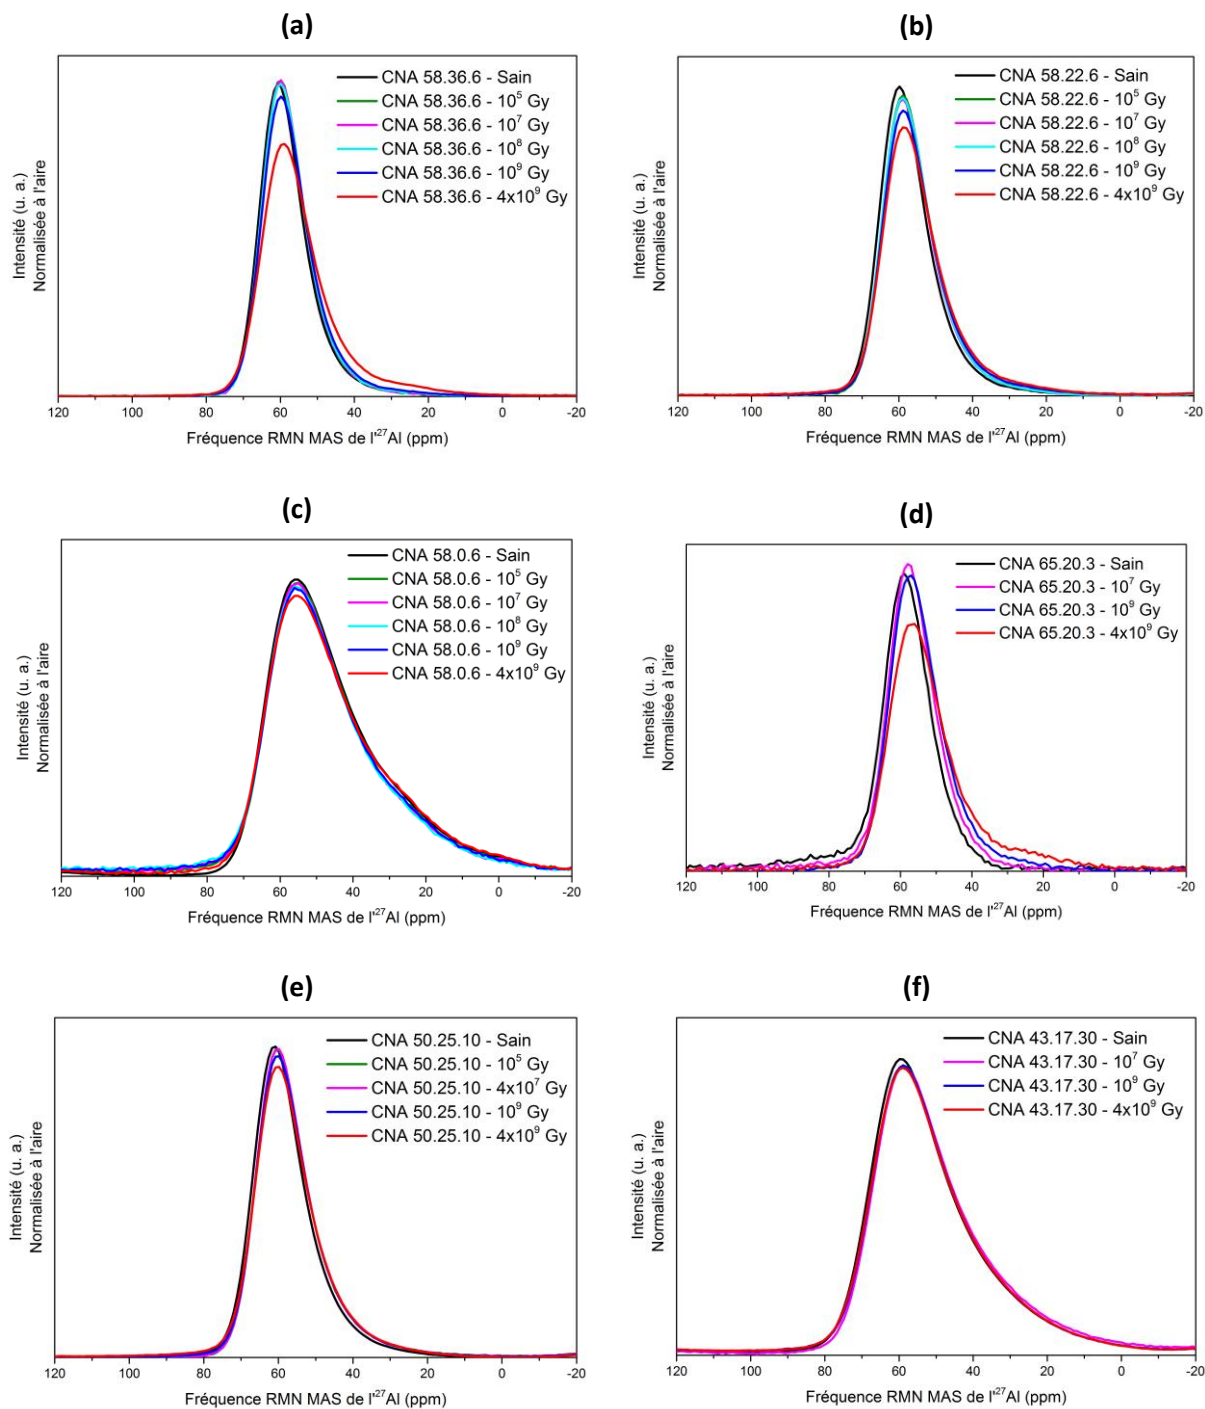 (a)
CNA 58.36.6 - Sain
CNA 58.36.6 - 10⁵ Gy
CNA 58.36.6 - 10⁷ Gy
CNA 58.36.6 - 10⁸ Gy
CNA 58.36.6 - 10⁹ Gy
CNA 58.36.6 - 4x10⁹ Gy
Intensité (u. a.)
Normalisée à l'aire
120 100 80 60 40 20 0 -20
Fréquence RMN MAS de l'²⁷Al (ppm)
(b)
CNA 58.22.6 - Sain
CNA 58.22.6 - 10⁵ Gy
CNA 58.22.6 - 10⁷ Gy
CNA 58.22.6 - 10⁸ Gy
CNA 58.22.6 - 10⁹ Gy
CNA 58.22.6 - 4x10⁹ Gy
Intensité (u. a.)
Normalisée à l'aire
120 100 80 60 40 20 0 -20
Fréquence RMN MAS de l'²⁷Al (ppm)
(c)
CNA 58.0.6 - Sain
CNA 58.0.6 - 10⁵ Gy
CNA 58.0.6 - 10⁷ Gy
CNA 58.0.6 - 10⁸ Gy
CNA 58.0.6 - 10⁹ Gy
CNA 58.0.6 - 4x10⁹ Gy
Intensité (u. a.)
Normalisée à l'aire
120 100 80 60 40 20 0 -20
Fréquence RMN MAS de l'²⁷Al (ppm)
(d)
CNA 65.20.3 - Sain
CNA 65.20.3 - 10⁷ Gy
CNA 65.20.3 - 10⁹ Gy
CNA 65.20.3 - 4x10⁹ Gy
Intensité (u. a.)
Normalisée à l'aire
120 100 80 60 40 20 0 -20
Fréquence RMN MAS de l'²⁷Al (ppm)
(e)
CNA 50.25.10 - Sain
CNA 50.25.10 - 10⁵ Gy
CNA 50.25.10 - 4x10⁷ Gy
CNA 50.25.10 - 10⁹ Gy
CNA 50.25.10 - 4x10⁹ Gy
Intensité (u. a.)
Normalisée à l'aire
120 100 80 60 40 20 0 -20
Fréquence RMN MAS de l'²⁷Al (ppm)
(f)
CNA 43.17.30 - Sain
CNA 43.17.30 - 10⁷ Gy
CNA 43.17.30 - 10⁹ Gy
CNA 43.17.30 - 4x10⁹ Gy
Intensité (u. a.)
Normalisée à l'aire
120 100 80 60 40 20 0 -20
Fréquence RMN MAS de l'²⁷Al (ppm)